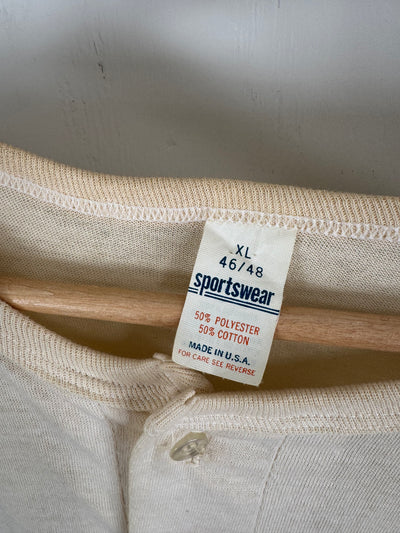 XL
46/48
sportswear
50% POLYESTER
50% COTTON
MADE IN U.S.A.
FOR CARE SEE REVERSE